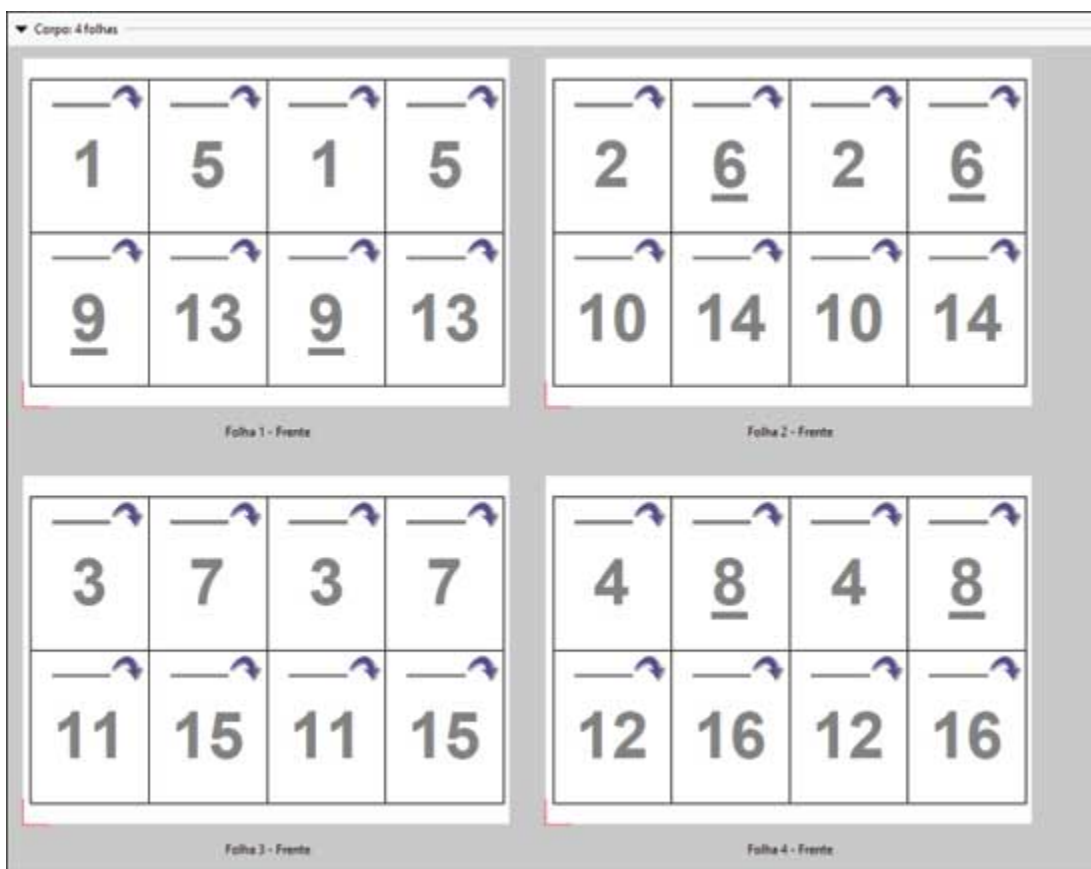 Corpo: 4 folhas
1 5 1 5
9 13 9 13
Folha 1 - Frente
2 6 2 6
10 14 10 14
Folha 2 - Frente
3 7 3 7
11 15 11 15
Folha 3 - Frente
4 8 4 8
12 16 12 16
Folha 4 - Frente